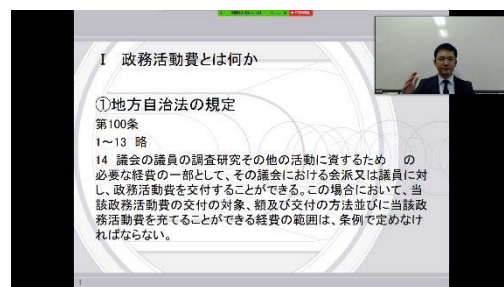 I 政務活動費とは何か
①地方自治法の規定
第100条
1～13 略
14 議会の議員の調査研究その他の活動に資するため の
必要な経費の一部として、その議会における会派又は議員に対
し、政務活動費を交付することができる。この場合において、当
該政務活動費の交付の対象、額及び交付の方法並びに当該政
務活動費を充てることができる経費の範囲は、条例で定めなけ
ればならない。
1